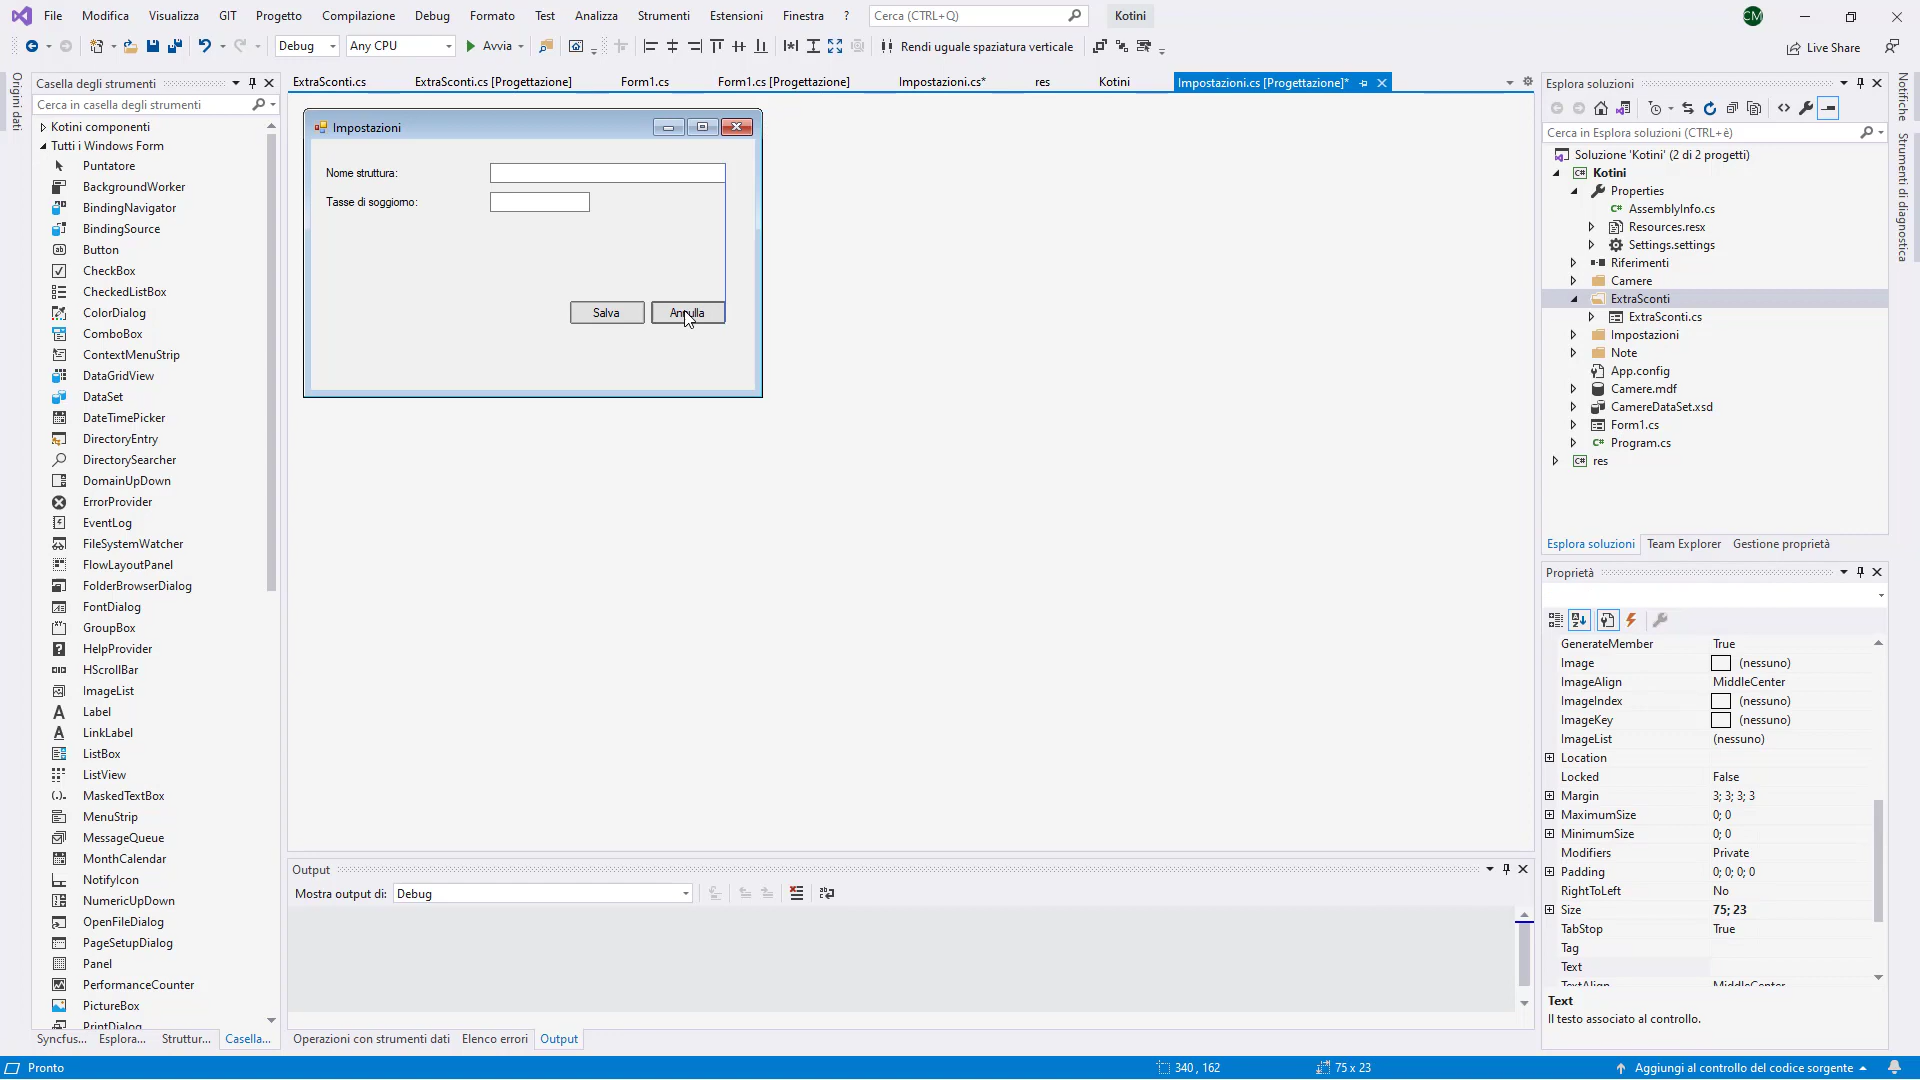 File Modifica Visualizza GIT Progetto Compilazione Debug Formato Test Analizza Strumenti Estensioni Finestra ? Cerca (CTRL+Q) Kotini CM
Debug Any CPU Avvia Rendi uguale spaziatura verticale Live Share
Origini dati
Casella degli strumenti
Cerca in casella degli strumenti
Kotini componenti
Tutti i Windows Form
Puntatore
BackgroundWorker
BindingNavigator
BindingSource
Button
CheckBox
CheckedListBox
ColorDialog
ComboBox
ContextMenuStrip
DataGridView
DataSet
DateTimePicker
DirectoryEntry
DirectorySearcher
DomainUpDown
ErrorProvider
EventLog
FileSystemWatcher
FlowLayoutPanel
FolderBrowserDialog
FontDialog
GroupBox
HelpProvider
HScrollBar
ImageList
Label
LinkLabel
ListBox
ListView
MaskedTextBox
MenuStrip
MessageQueue
MonthCalendar
NotifyIcon
NumericUpDown
OpenFileDialog
PageSetupDialog
Panel
PerformanceCounter
PictureBox
PrintDialog
Syncfus... Esplora... Struttur... Casella...
ExtraSconti.cs ExtraSconti.cs [Progettazione] Form1.cs Form1.cs [Progettazione] Impostazioni.cs* res Kotini Impostazioni.cs [Progettazione]*
Impostazioni
Nome struttura:
Tasse di soggiorno:
Salva Annulla
Output
Mostra output di: Debug
Operazioni con strumenti dati Elenco errori Output
Esplora soluzioni
Cerca in Esplora soluzioni (CTRL+è)
Soluzione 'Kotini' (2 di 2 progetti)
Kotini
Properties
AssemblyInfo.cs
Resources.resx
Settings.settings
Riferimenti
Camere
ExtraSconti
ExtraSconti.cs
Impostazioni
Note
App.config
Camere.mdf
CamereDataSet.xsd
Form1.cs
Program.cs
res
Esplora soluzioni Team Explorer Gestione proprietà
Proprietà
GenerateMember True
Image (nessuno)
ImageAlign MiddleCenter
ImageIndex (nessuno)
ImageKey (nessuno)
ImageList (nessuno)
Location
Locked False
Margin 3; 3; 3; 3
MaximumSize 0; 0
MinimumSize 0; 0
Modifiers Private
Padding 0; 0; 0; 0
RightToLeft No
Size 75; 23
TabStop True
Tag
Text
TextAlign MiddleCenter
Text
Il testo associato al controllo.
Notifiche
Strumenti di diagnostica
Pronto 340 , 162 75 x 23 Aggiungi al controllo del codice sorgente